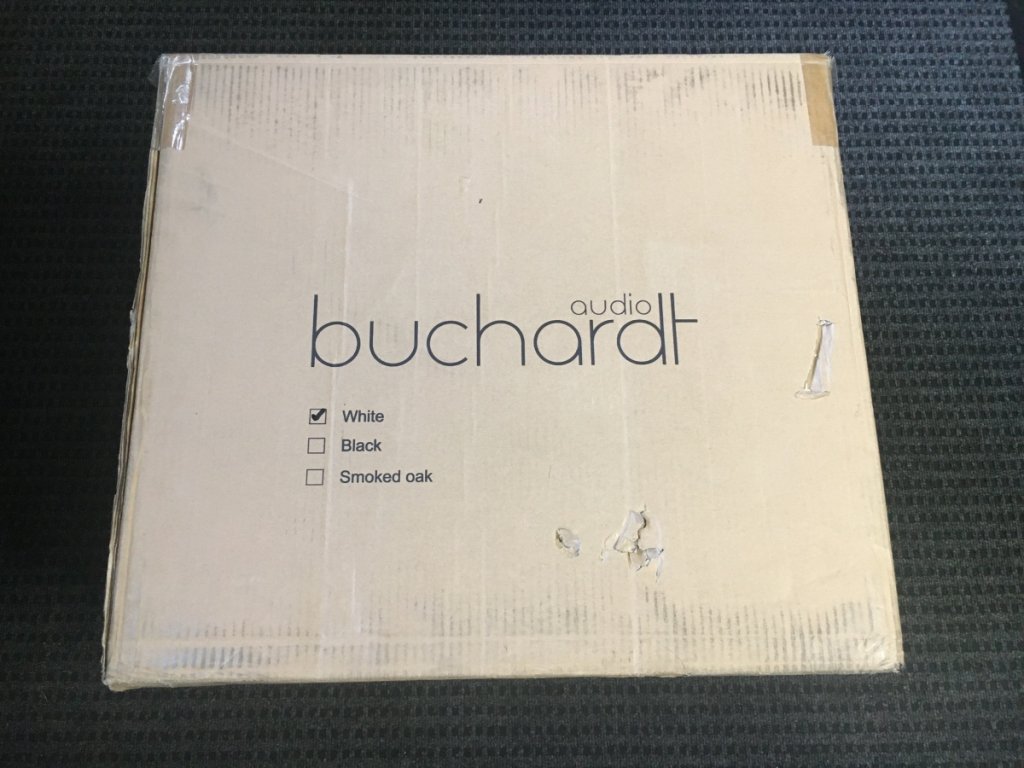 audio
buchardt
White
Black
Smoked oak